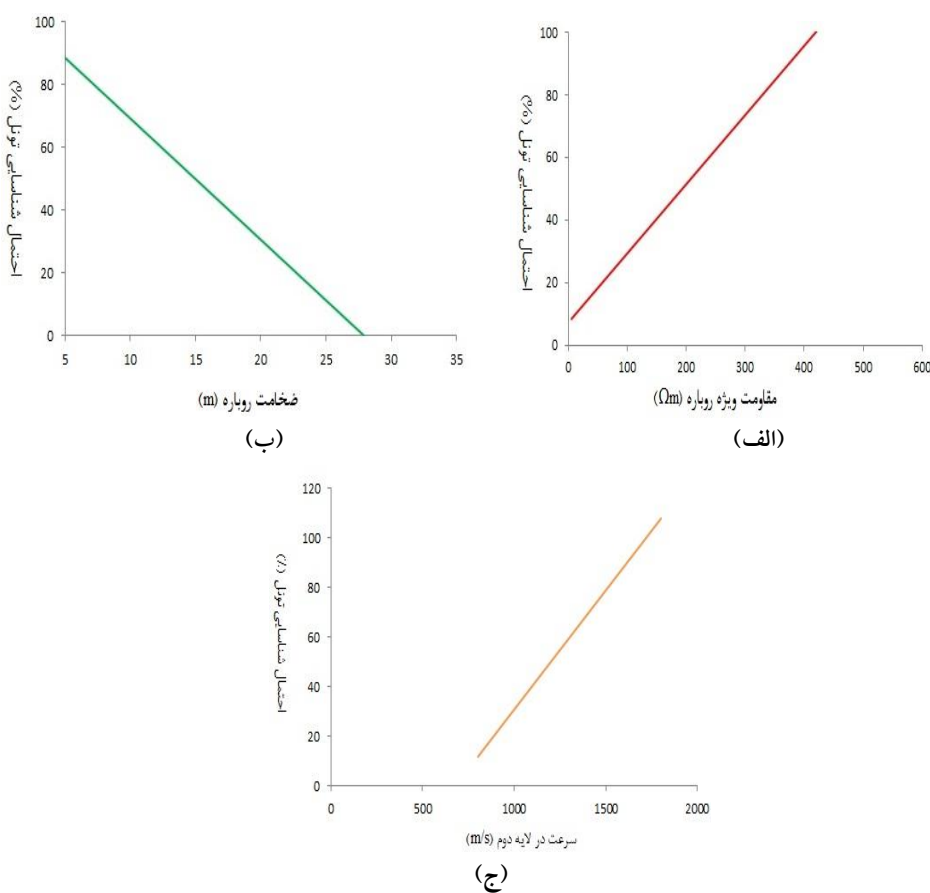 احتمال شناسایی تونل (%)
100
80
60
40
20
0
0 100 200 300 400 500 600
مقاومت ویژه روباره (Ωm)
(الف)
احتمال شناسایی تونل (%)
100
80
60
40
20
0
5 10 15 20 25 30 35
ضخامت روباره (m)
(ب)
احتمال شناسایی تونل (٪)
120
100
80
60
40
20
0
0 500 1000 1500 2000
سرعت در لایه دوم (m/s)
(ج)